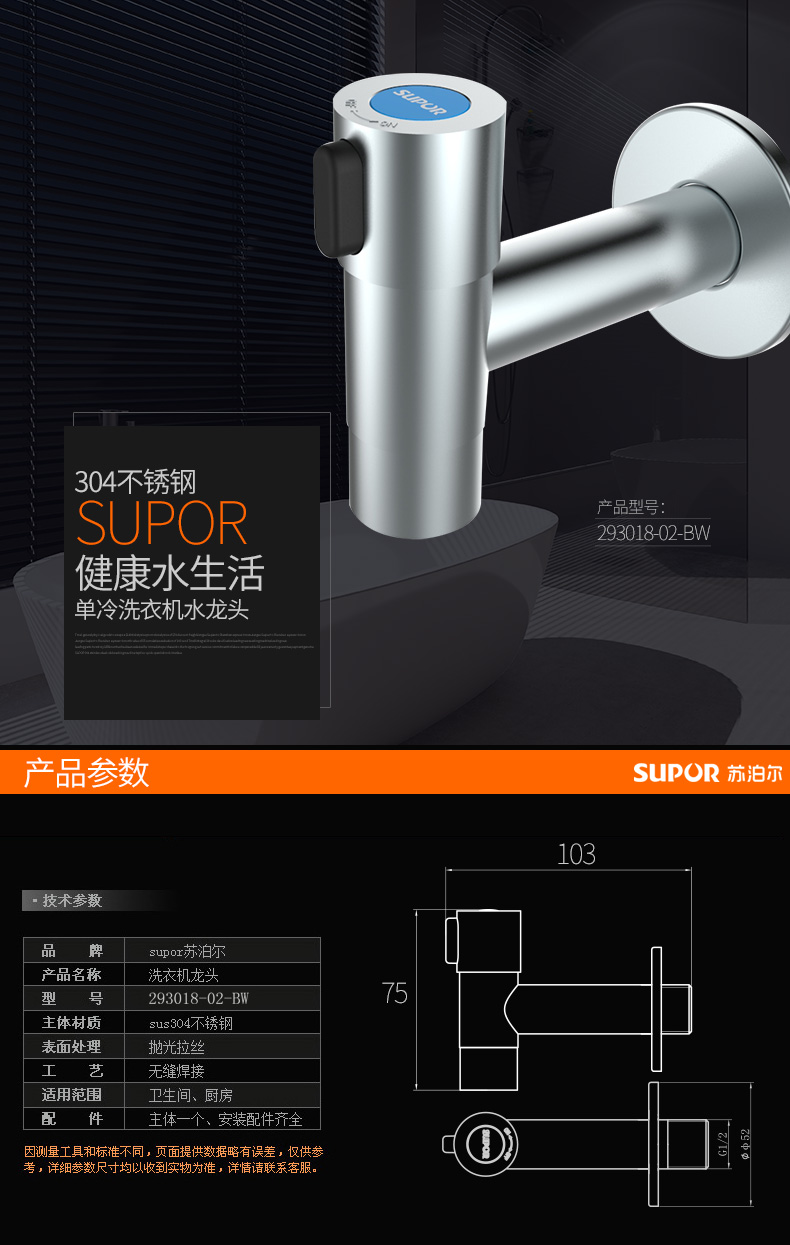 SUPOR
ON
304不锈钢
SUPOR
健康水生活
单冷洗衣机水龙头
产品型号:
293018-02-BW
产品参数
SUPOR 苏泊尔
技术参数
品 牌 supor苏泊尔
产品名称 洗衣机龙头
型 号 293018-02-BW
主体材质 sus304不锈钢
表面处理 抛光拉丝
工 艺 无缝焊接
适用范围 卫生间、厨房
配 件 主体一个、安装配件齐全
因测量工具和标准不同，页面提供数据略有误差，仅供参
考，详细参数尺寸均以收到实物为准，详情请联系客服。
103
75
SUPOR
G1/2
ϕ52